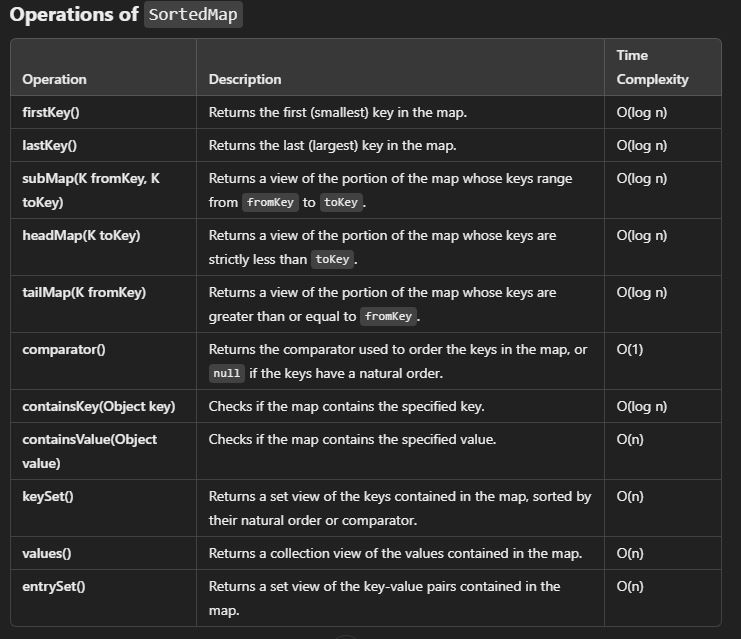 Operations of SortedMap
Time
Operation Description Complexity
firstKey() Returns the first (smallest) key in the map. O(log n)
lastKey() Returns the last (largest) key in the map. O(log n)
subMap(K fromKey, K Returns a view of the portion of the map whose keys range O(log n)
toKey) from fromKey to toKey.
headMap(K toKey) Returns a view of the portion of the map whose keys are O(log n)
strictly less than toKey.
tailMap(K fromKey) Returns a view of the portion of the map whose keys are O(log n)
greater than or equal to fromKey.
comparator() Returns the comparator used to order the keys in the map, or O(1)
null if the keys have a natural order.
containsKey(Object key) Checks if the map contains the specified key. O(log n)
containsValue(Object Checks if the map contains the specified value. O(n)
value)
keySet() Returns a set view of the keys contained in the map, sorted by O(n)
their natural order or comparator.
values() Returns a collection view of the values contained in the map. O(n)
entrySet() Returns a set view of the key-value pairs contained in the O(n)
map.